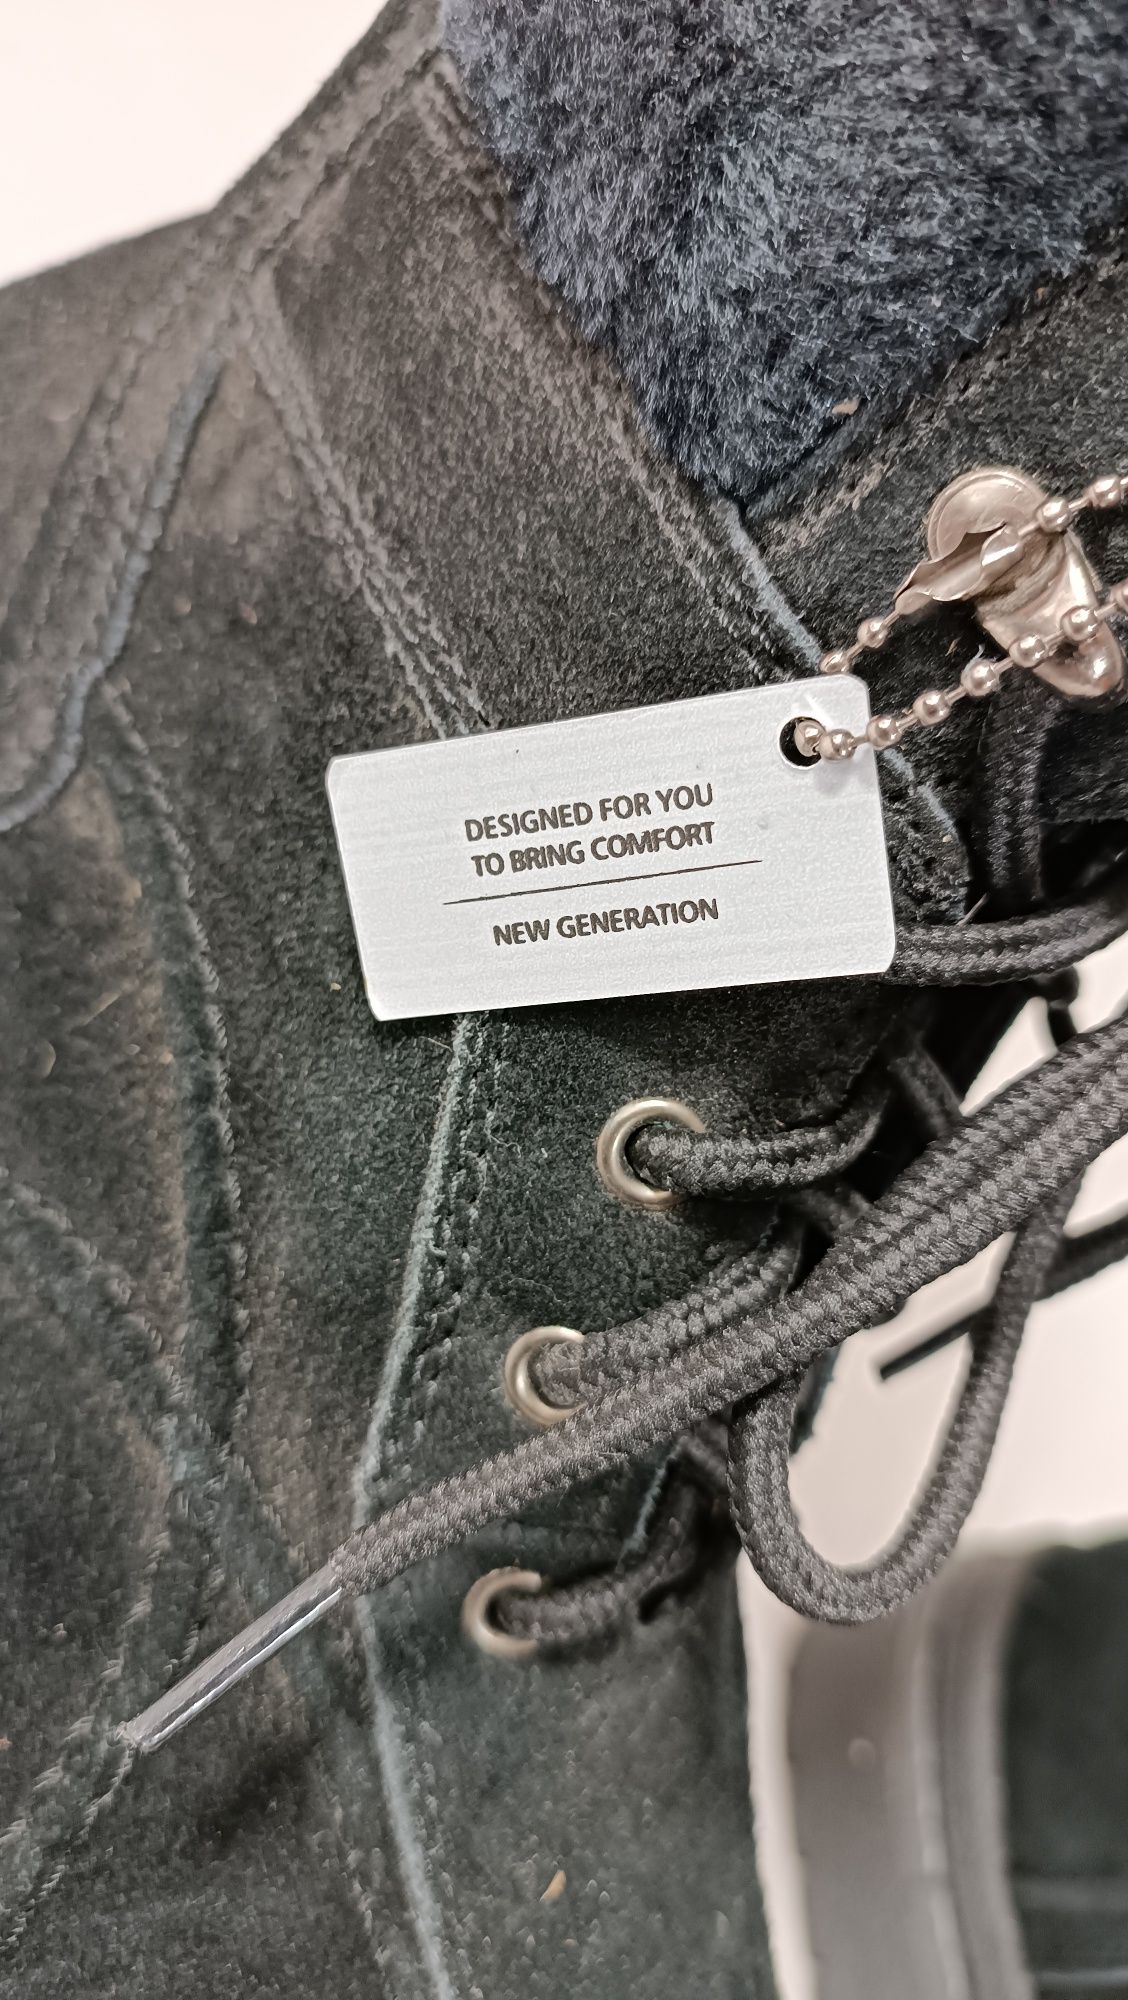 DESIGNED FOR YOU
TO BRING COMFORT
NEW GENERATION